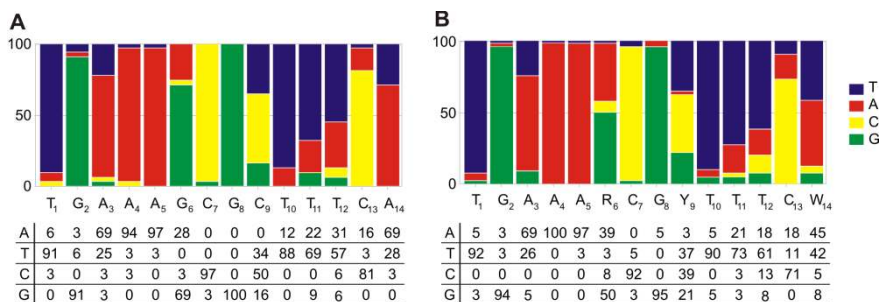 A
B
100
50
0
T1 G2 A3 A4 A5 G6 C7 G8 C9 T10 T11 T12 C13 A14
A 6 3 69 94 97 28 0 0 0 12 22 31 16 69
T 91 6 25 3 3 0 0 0 34 88 69 57 3 28
C 3 0 3 3 0 3 97 0 50 0 0 6 81 3
G 0 91 3 0 0 69 3 100 16 0 9 6 0 0
100
50
0
T1 G2 A3 A4 A5 R6 C7 G8 Y9 T10 T11 T12 C13 W14
A 5 3 69 100 97 39 0 5 3 5 21 18 18 45
T 92 3 26 0 3 3 5 0 37 90 73 61 11 42
C 0 0 0 0 0 8 92 0 39 0 3 13 71 5
G 3 94 5 0 0 50 3 95 21 5 3 8 0 8
T
A
C
G